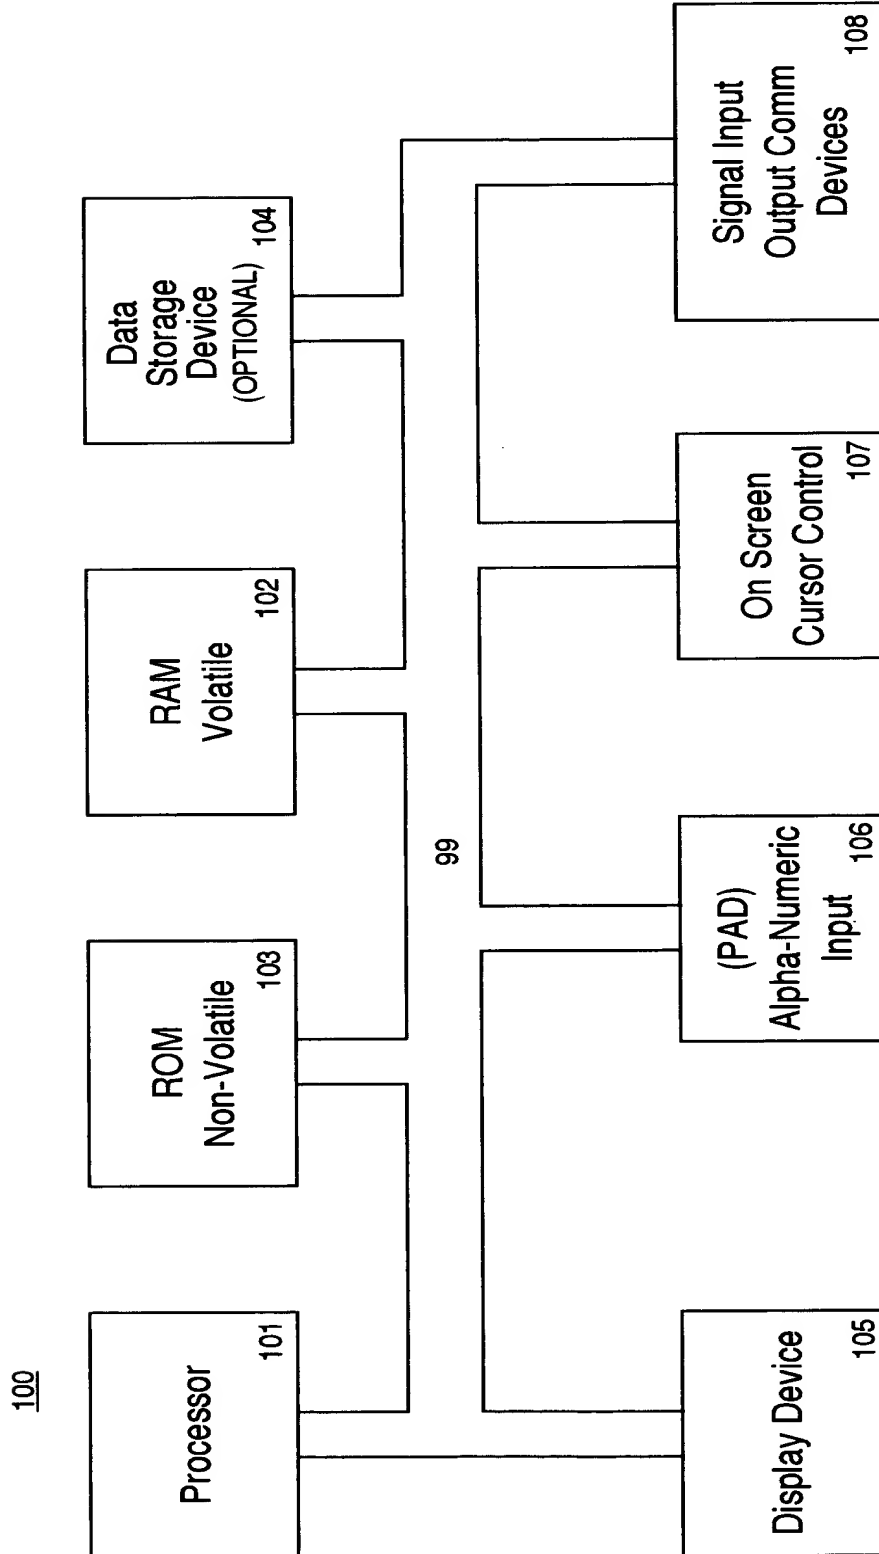 100
Processor
101
ROM
Non-Volatile
103
RAM
Volatile
102
Data
Storage
Device
(OPTIONAL)
104
99
Display Device
105
(PAD)
Alpha-Numeric
Input
106
On Screen
Cursor Control
107
Signal Input
Output Comm
Devices
108